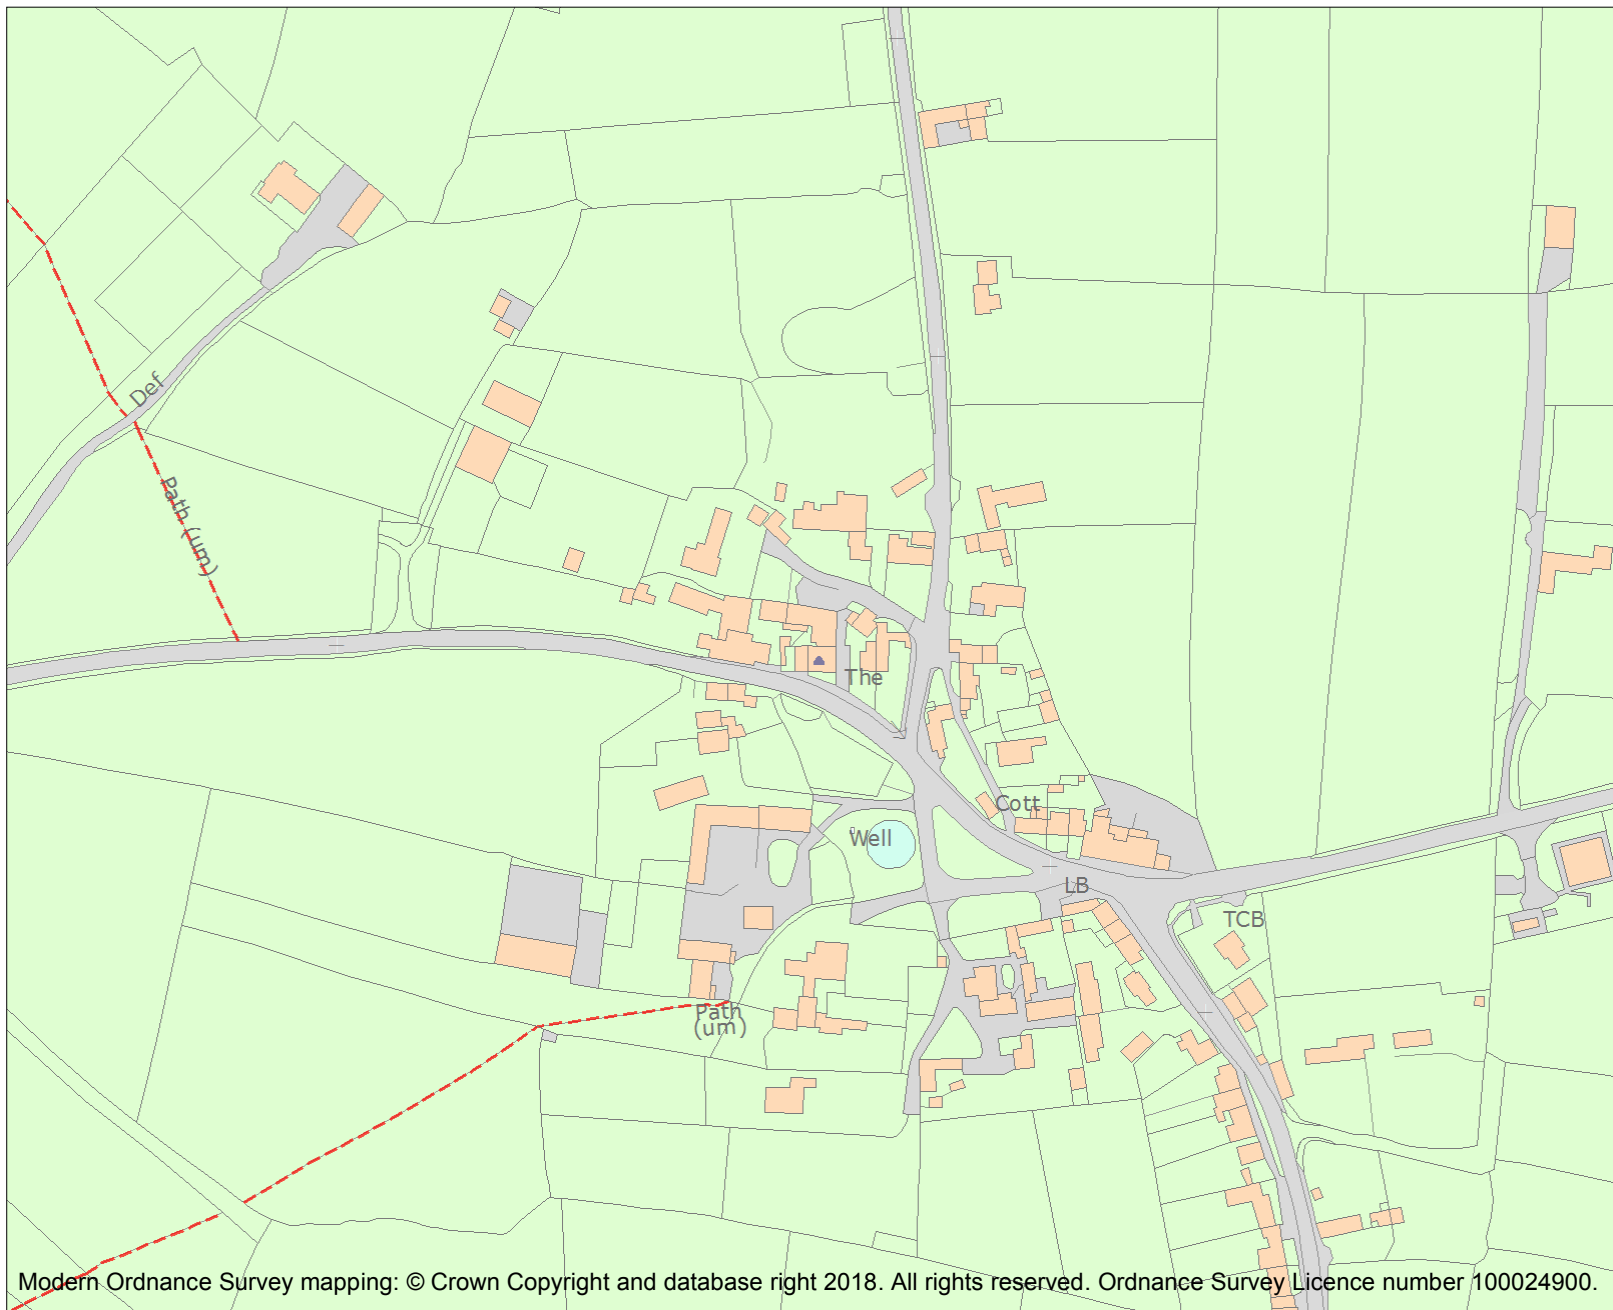 Def
Path (um)
The
Cott
Well
LB
TCB
Path
(um)
Modern Ordnance Survey mapping: © Crown Copyright and database right 2018. All rights reserved. Ordnance Survey Licence number 100024900.